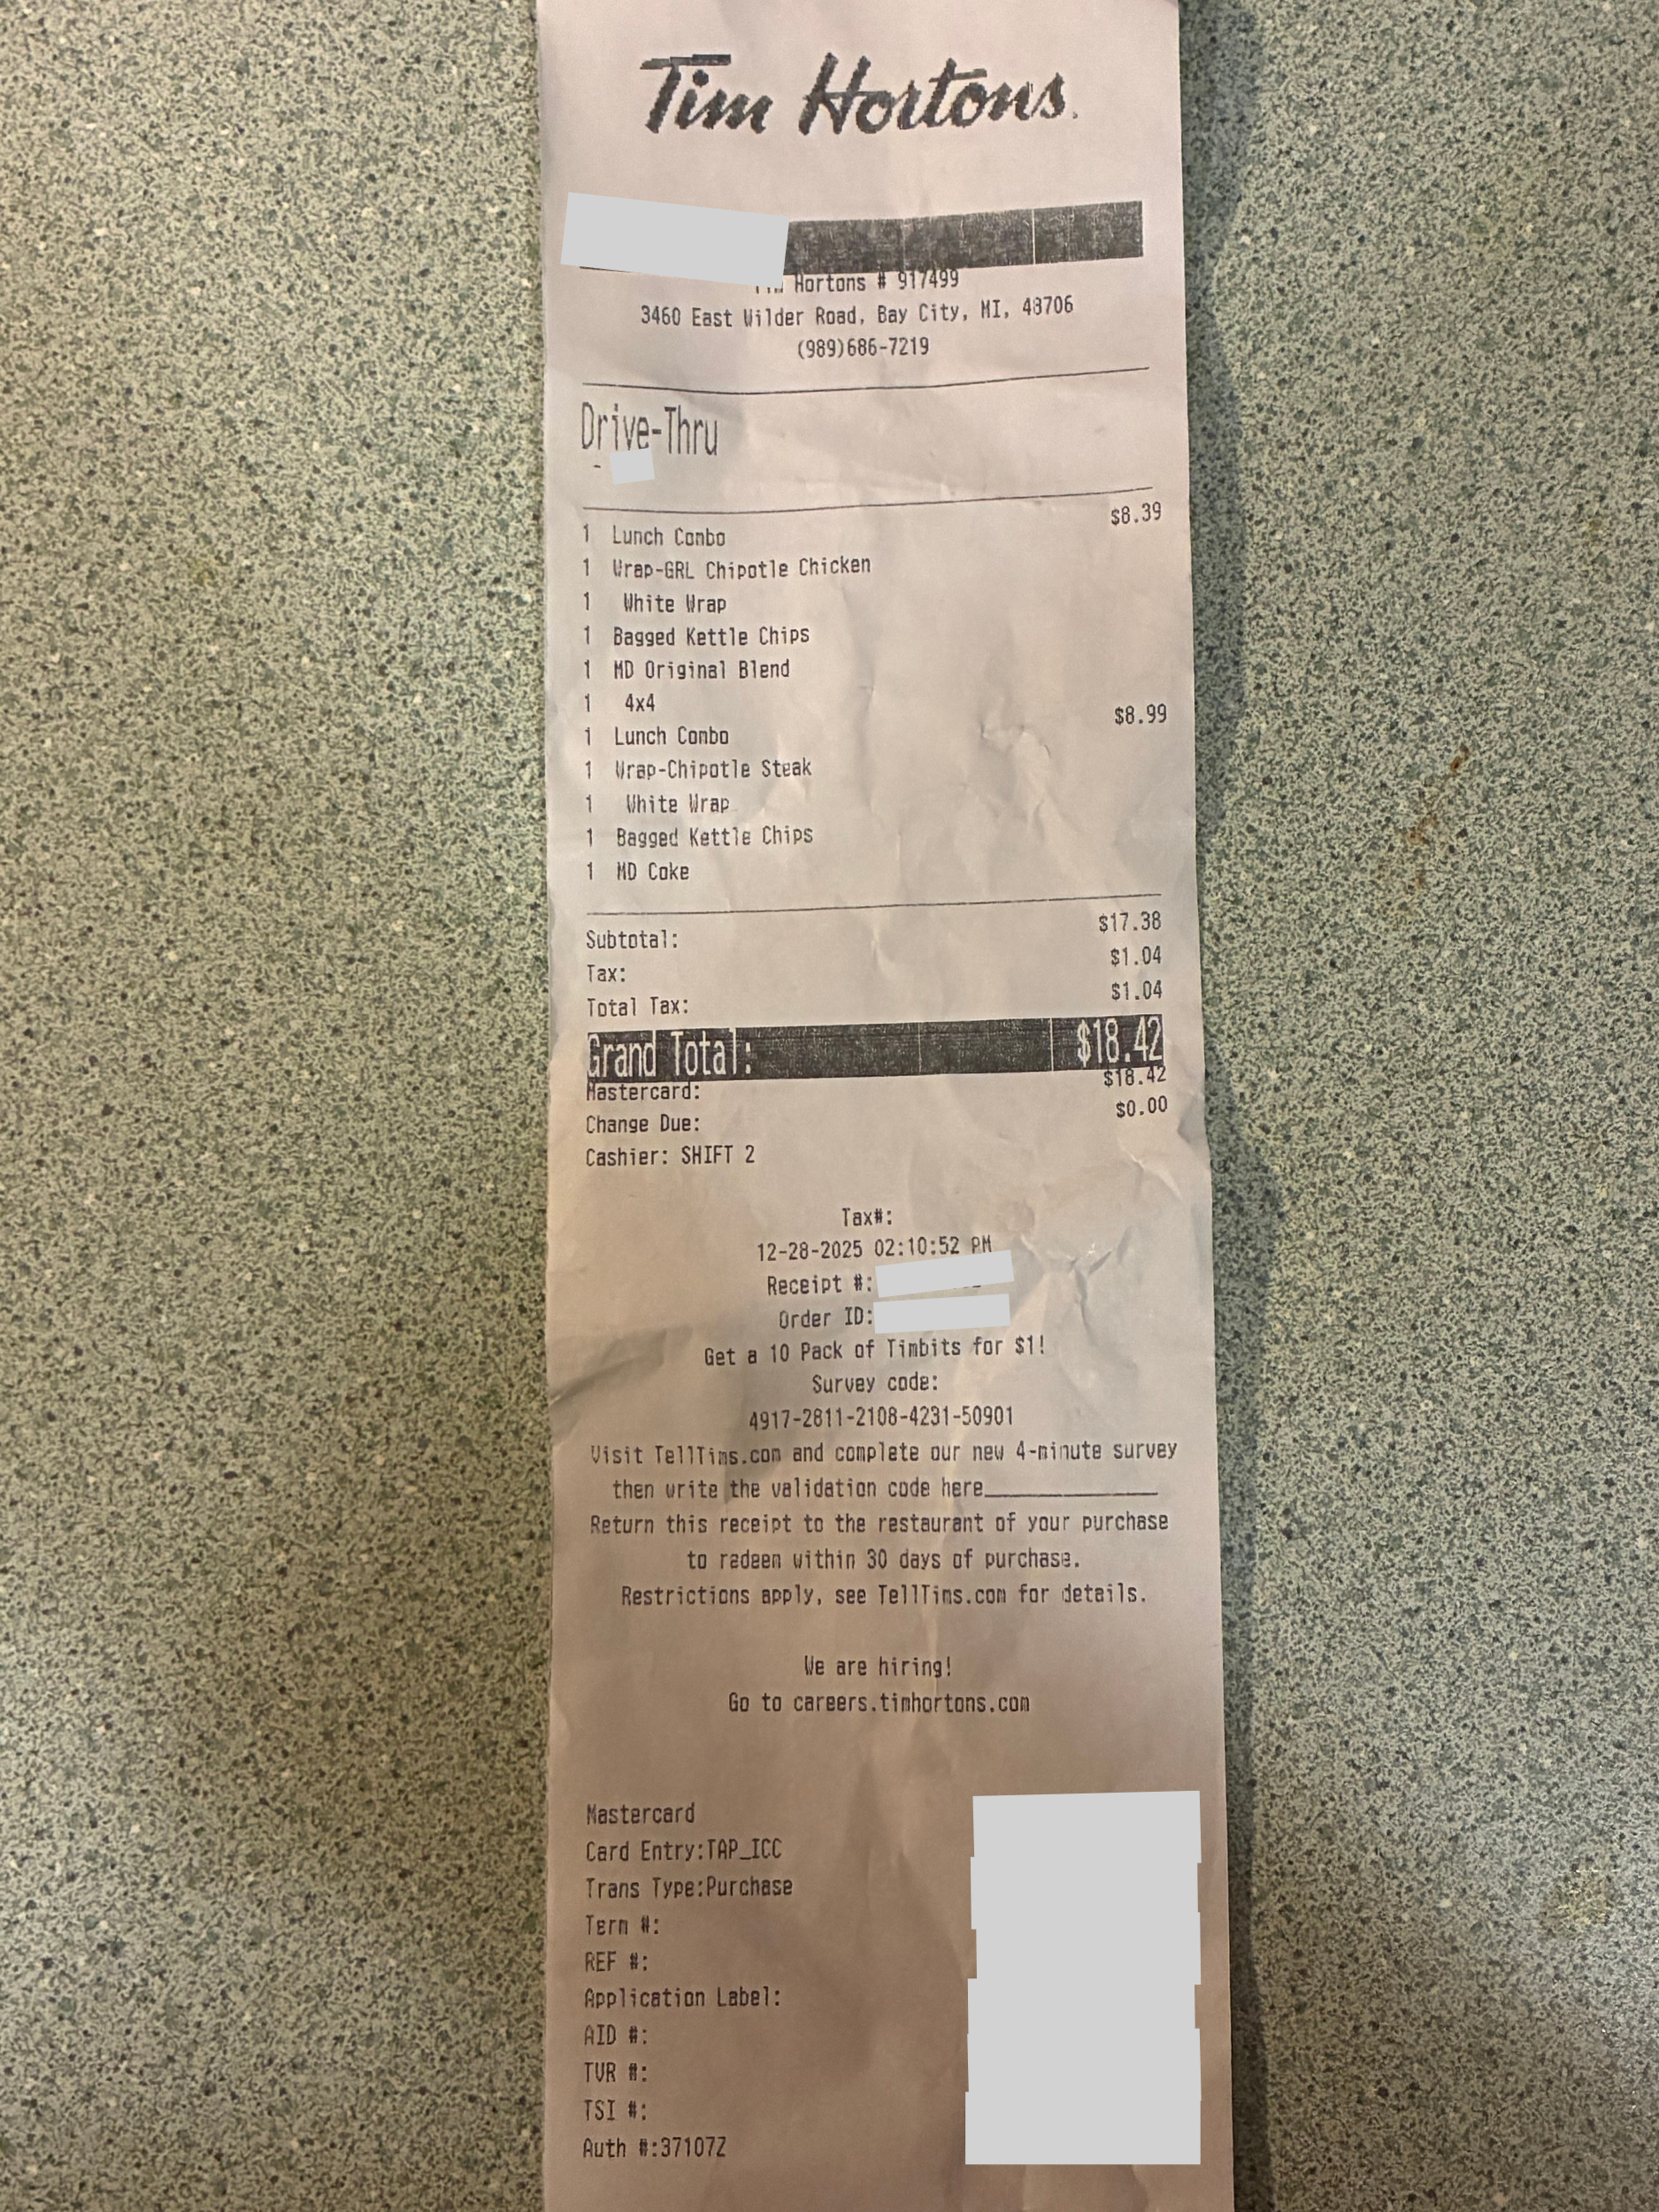 Tim Hortons
Hortons # 917499
3460 East Wilder Road, Bay City, MI, 48706
(989)686-7219
Drive-Thru
1 Lunch Combo $8.39
1 Wrap-GRL Chipotle Chicken
1 White Wrap
1 Bagged Kettle Chips
1 MD Original Blend
1 4x4
1 Lunch Combo $8.99
1 Wrap-Chipotle Steak
1 White Wrap
1 Bagged Kettle Chips
1 MD Coke
Subtotal: $17.38
Tax: $1.04
Total Tax: $1.04
Grand Total: $18.42
Mastercard: $18.42
Change Due: $0.00
Cashier: SHIFT 2
Tax#:
12-28-2025 02:10:52 PM
Receipt #:
Order ID:
Get a 10 Pack of Timbits for $1!
Survey code:
4917-2811-2108-4231-50901
Visit TellTims.com and complete our new 4-minute survey
then write the validation code here
Return this receipt to the restaurant of your purchase
to redeem within 30 days of purchase.
Restrictions apply, see TellTims.com for details.
We are hiring!
Go to careers.timhortons.com
Mastercard
Card Entry:TAP_ICC
Trans Type:Purchase
Term #:
REF #:
Application Label:
AID #:
TVR #:
TSI #:
Auth #:37107Z